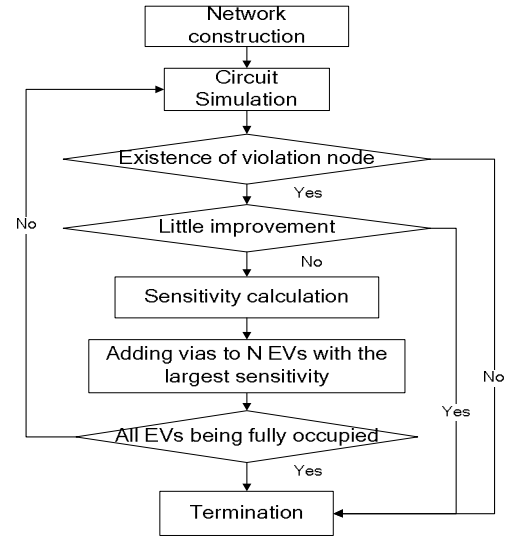 Network
construction
Circuit
Simulation
Existence of violation node
Yes
Little improvement
No
No
Sensitivity calculation
Adding vias to N EVs with the
largest sensitivity
No
Yes
All EVs being fully occupied
Yes
Termination